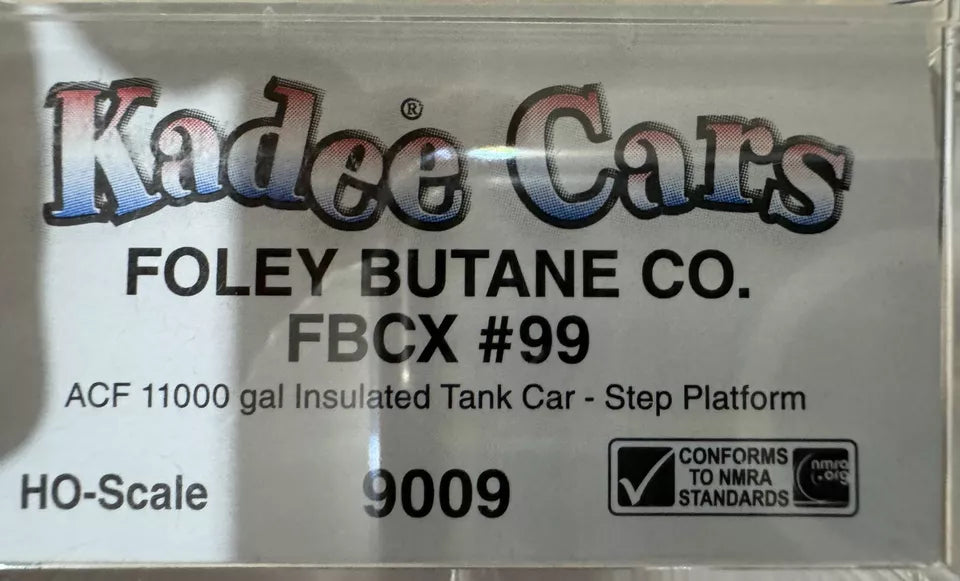 Kadee® Cars
FOLEY BUTANE CO.
FBCX #99
ACF 11000 gal Insulated Tank Car - Step Platform
HO-Scale
9009
CONFORMS
TO NMRA
STANDARDS
nmra
.org